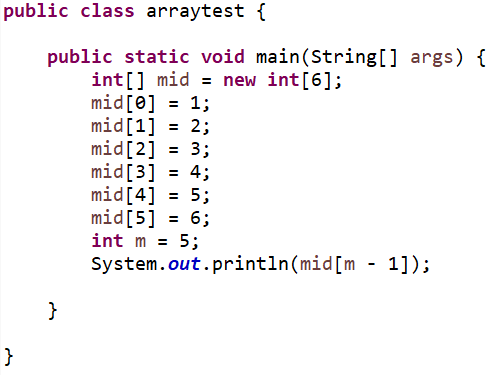 public class arraytest {
public static void main(String[] args) {
int[] mid = new int[6];
mid[0] = 1;
mid[1] = 2;
mid[2] = 3;
mid[3] = 4;
mid[4] = 5;
mid[5] = 6;
int m = 5;
System.out.println(mid[m - 1]);
}
}